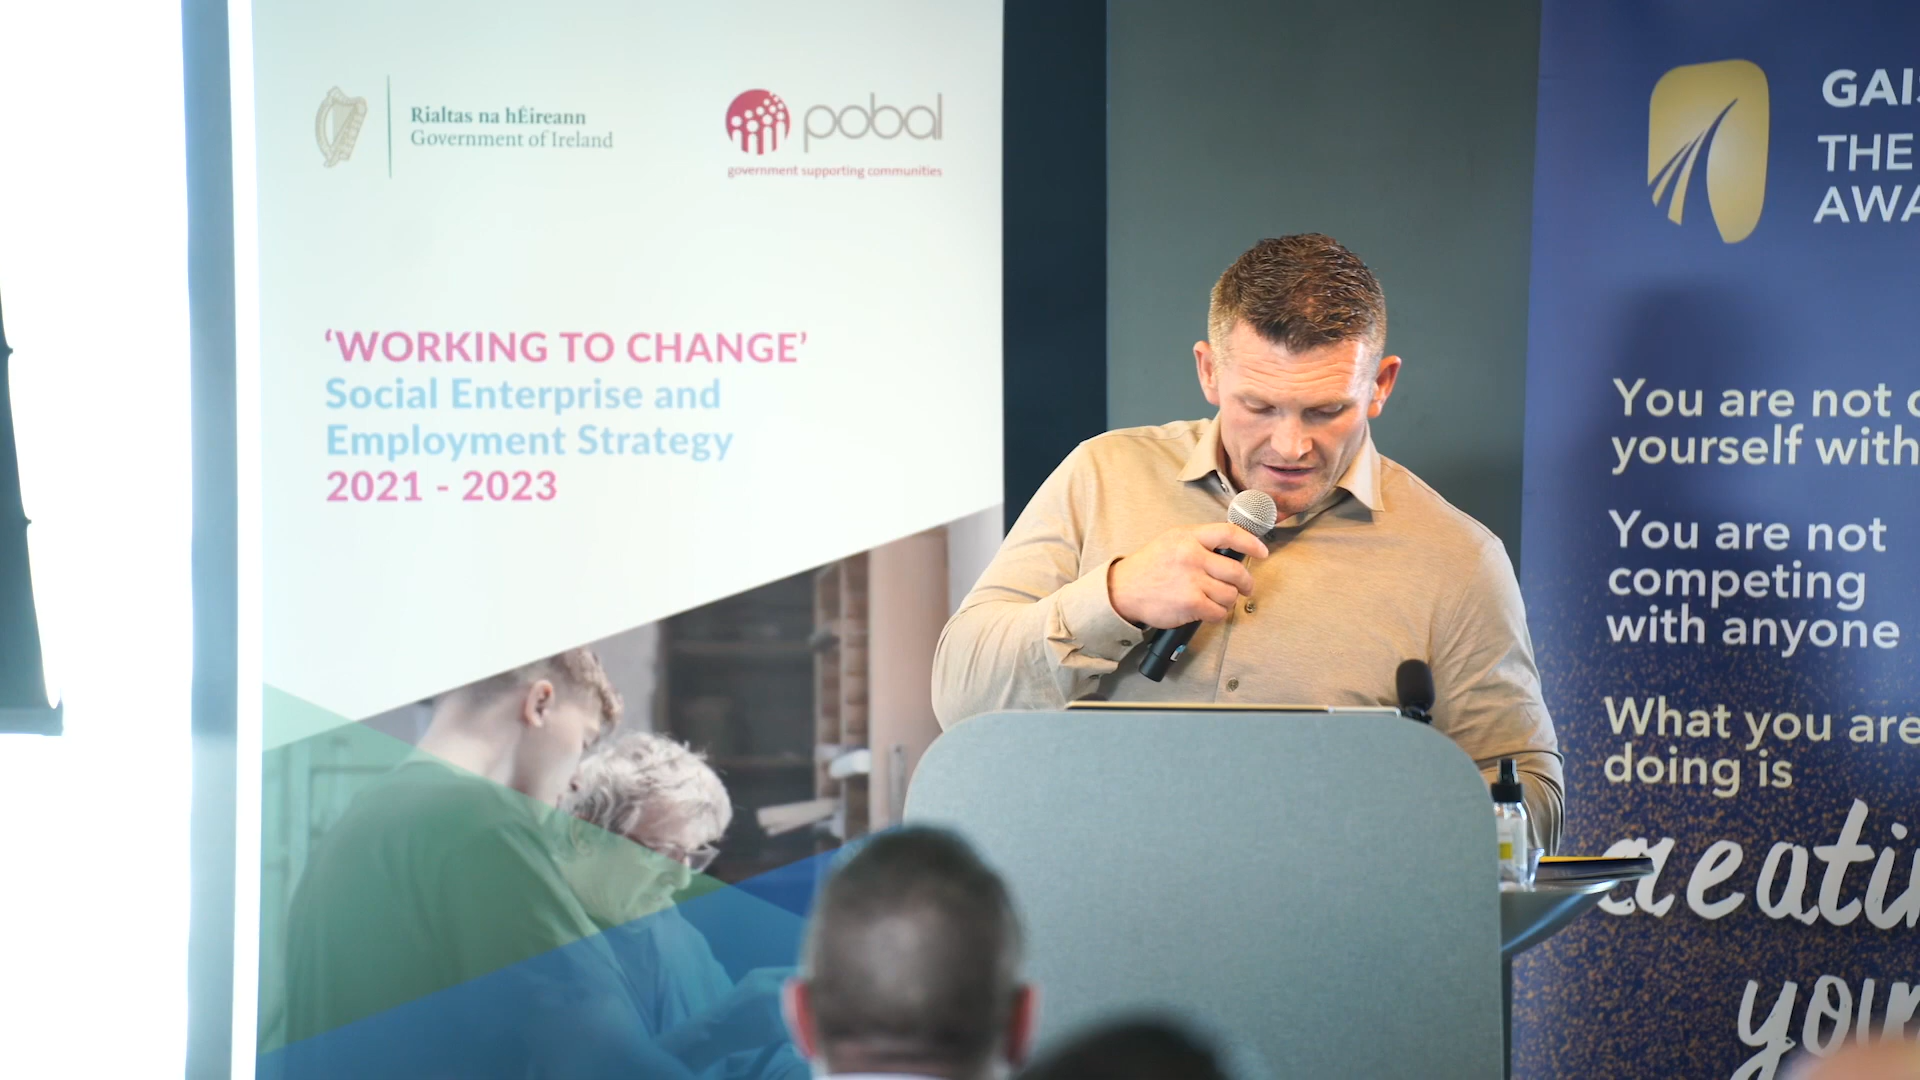 Rialtas na hÉireann
Government of Ireland
pobal
government supporting communities
‘WORKING TO CHANGE’
Social Enterprise and
Employment Strategy
2021 - 2023
THE
You are not
yourself with
You are not
competing
with anyone
What you are
doing is